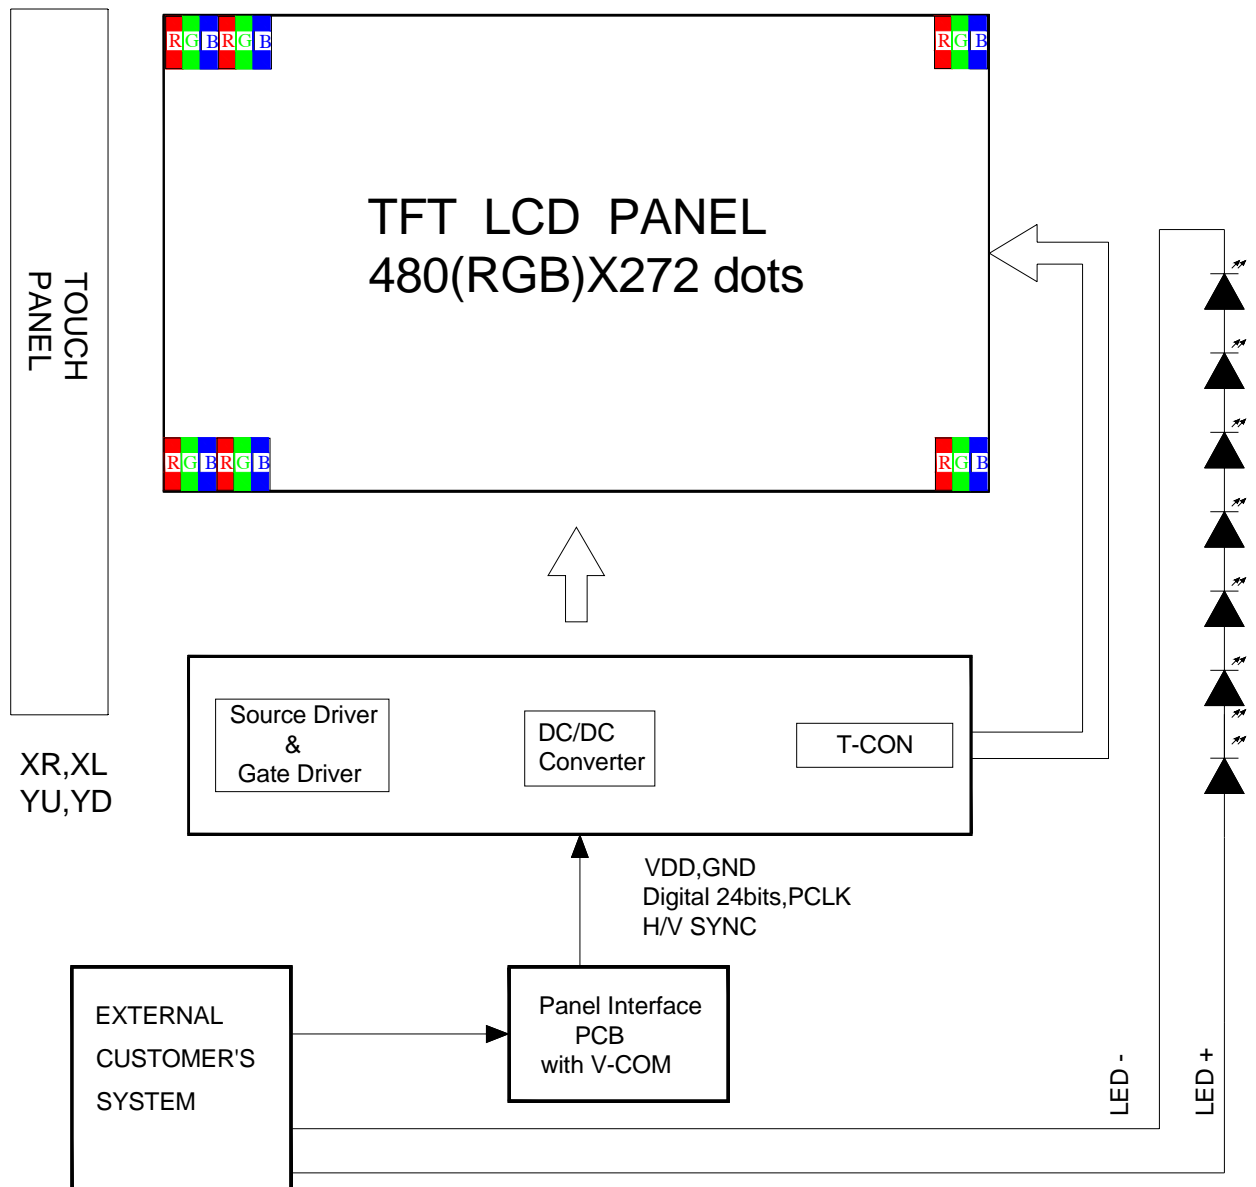 RGBRGB
RGB
TFT LCD PANEL
480(RGB)X272 dots
TOUCH
PANEL
RGBRGB
RGB
XR,XL
YU,YD
Source Driver
&
Gate Driver
DC/DC
Converter
T-CON
VDD,GND
Digital 24bits,PCLK
H/V SYNC
EXTERNAL
CUSTOMER'S
SYSTEM
Panel Interface
PCB
with V-COM
LED -
LED +